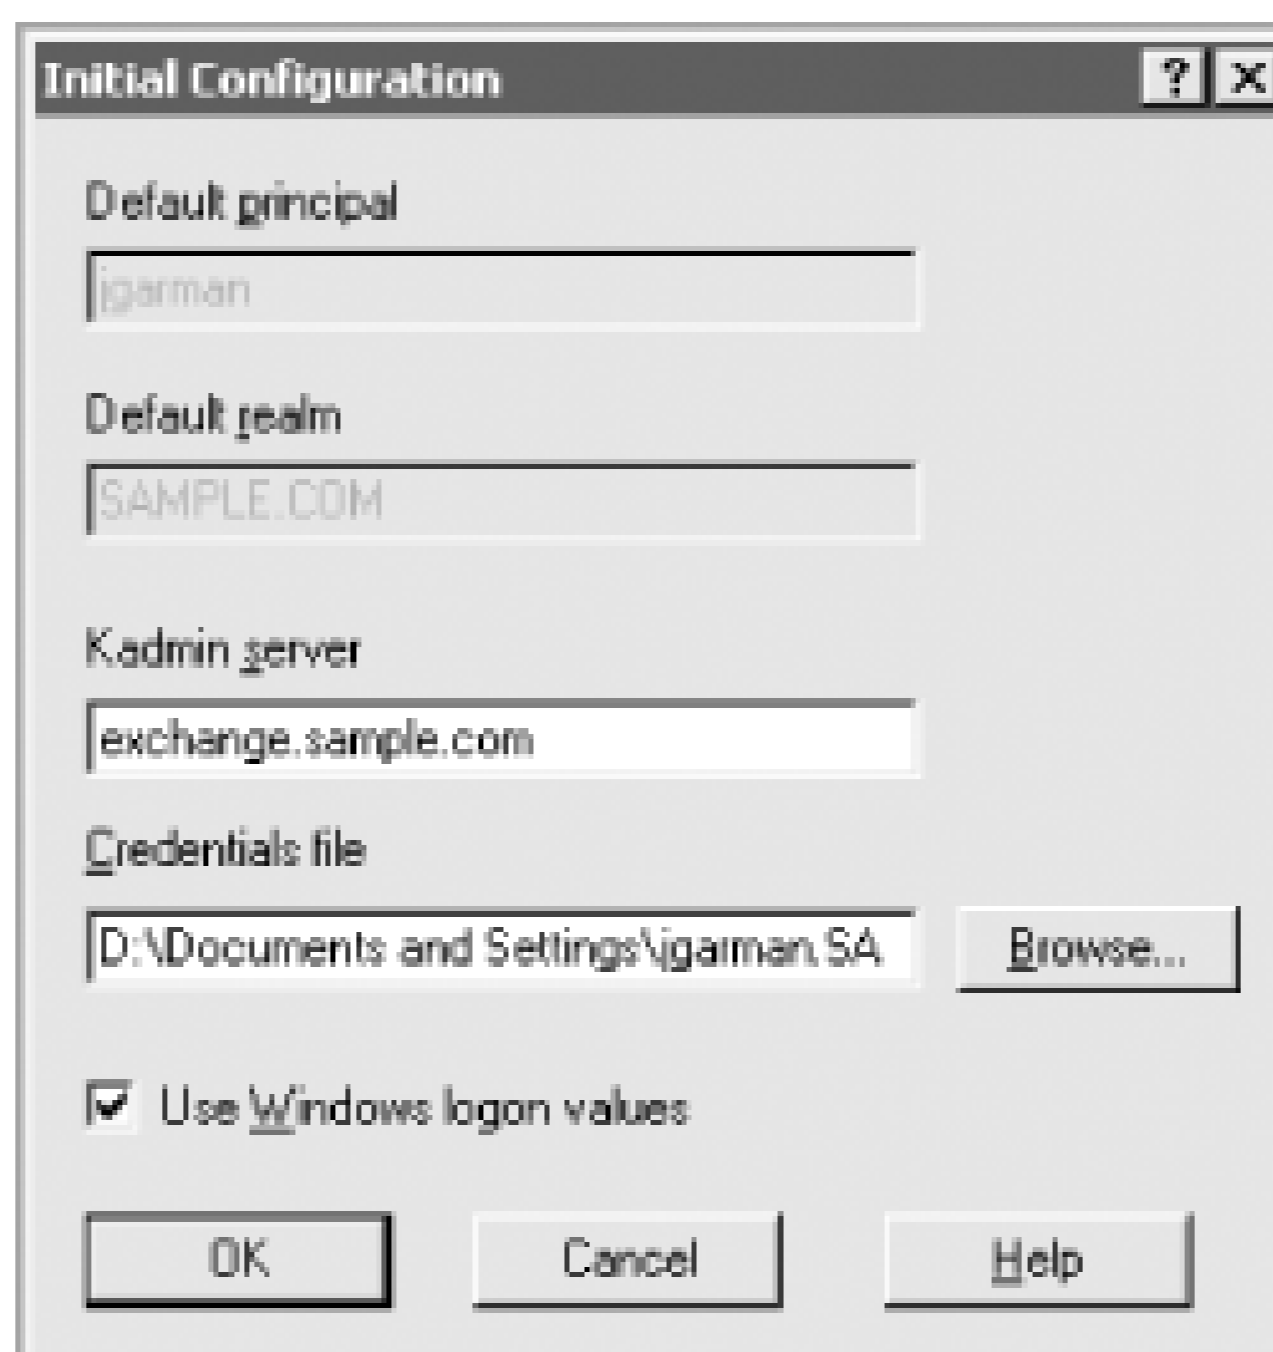 Initial Configuration ? X
Default principal
jgarman
Default realm
SAMPLE.COM
Kadmin server
exchange.sample.com
Credentials file
D:\Documents and Settings\jgarman.SA Browse...
Use Windows logon values
OK Cancel Help